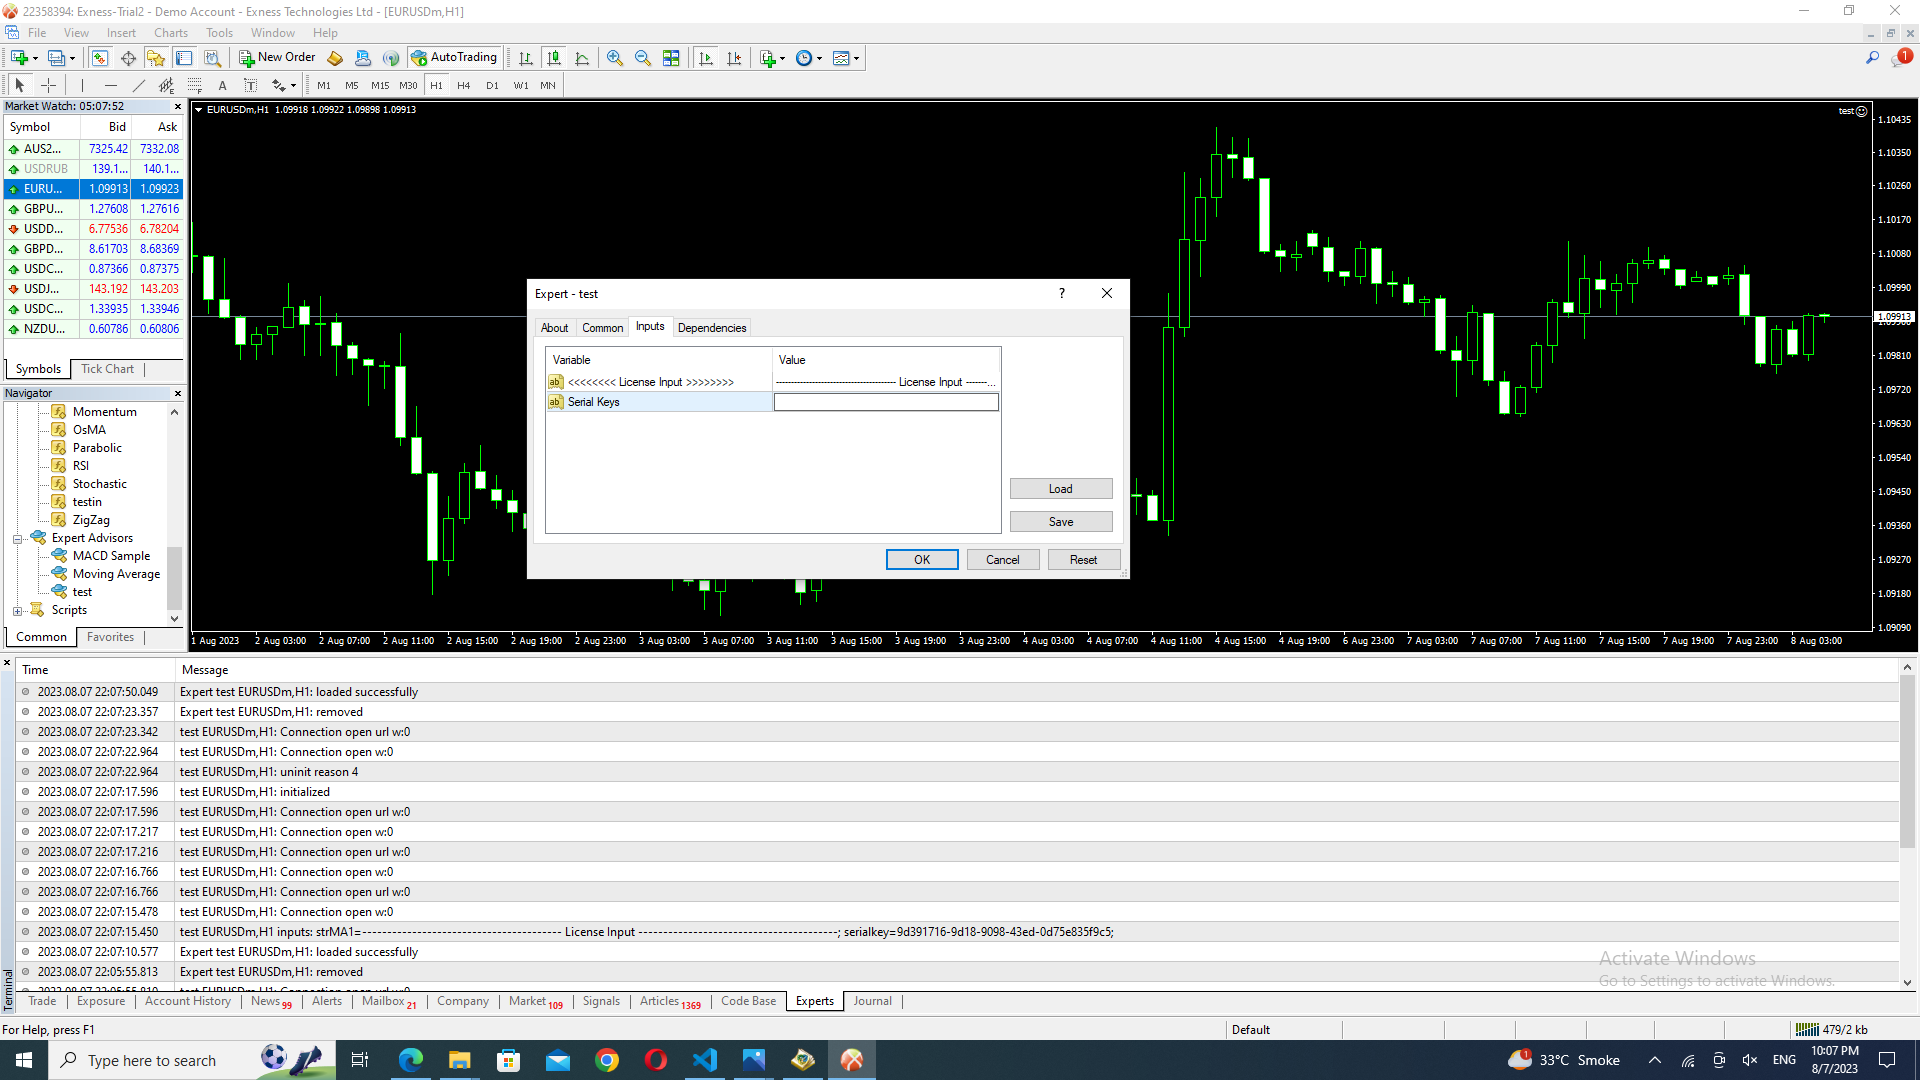 22358394: Exness-Trial2 - Demo Account - Exness Technologies Ltd - [EURUSDm,H1]
File View Insert Charts Tools Window Help
New Order AutoTrading
A T M1 M5 M15 M30 H1 H4 D1 W1 MN
1
Market Watch: 05:07:52
Symbol Bid Ask
AUS2... 7325.42 7332.08
USDRUB 139.1... 140.1...
EURU... 1.09913 1.09923
GBPU... 1.27608 1.27616
USDD... 6.77536 6.78204
GBPD... 8.61703 8.68369
USDC... 0.87366 0.87375
USDJ... 143.192 143.203
USDC... 1.33935 1.33946
NZDU... 0.60786 0.60806
Symbols Tick Chart
Navigator
Momentum
OsMA
Parabolic
RSI
Stochastic
testin
ZigZag
Expert Advisors
MACD Sample
Moving Average
test
Scripts
Common Favorites
EURUSDm,H1 1.09918 1.09922 1.09898 1.09913
test
1.10435
1.10350
1.10260
1.10170
1.10080
1.09990
1.09913
1.09810
1.09720
1.09630
1.09540
1.09450
1.09360
1.09270
1.09180
1.09090
1 Aug 2023 2 Aug 03:00 2 Aug 07:00 2 Aug 11:00 2 Aug 15:00 2 Aug 19:00 2 Aug 23:00 3 Aug 03:00 3 Aug 07:00 3 Aug 11:00 3 Aug 15:00 3 Aug 19:00 3 Aug 23:00 4 Aug 03:00 4 Aug 07:00 4 Aug 11:00 4 Aug 15:00 4 Aug 19:00 6 Aug 23:00 7 Aug 03:00 7 Aug 07:00 7 Aug 11:00 7 Aug 15:00 7 Aug 19:00 7 Aug 23:00 8 Aug 03:00
Expert - test
?
About Common Inputs Dependencies
Variable Value
<<<<<<<< License Input >>>>>>>> ---------------------------------------- License Input -------...
Serial Keys
Load
Save
OK Cancel Reset
Time Message
2023.08.07 22:07:50.049 Expert test EURUSDm,H1: loaded successfully
2023.08.07 22:07:23.357 Expert test EURUSDm,H1: removed
2023.08.07 22:07:23.342 test EURUSDm,H1: Connection open url w:0
2023.08.07 22:07:22.964 test EURUSDm,H1: Connection open w:0
2023.08.07 22:07:22.964 test EURUSDm,H1: uninit reason 4
2023.08.07 22:07:17.596 test EURUSDm,H1: initialized
2023.08.07 22:07:17.596 test EURUSDm,H1: Connection open url w:0
2023.08.07 22:07:17.217 test EURUSDm,H1: Connection open w:0
2023.08.07 22:07:17.216 test EURUSDm,H1: Connection open url w:0
2023.08.07 22:07:16.766 test EURUSDm,H1: Connection open w:0
2023.08.07 22:07:16.766 test EURUSDm,H1: Connection open url w:0
2023.08.07 22:07:15.478 test EURUSDm,H1: Connection open w:0
2023.08.07 22:07:15.450 test EURUSDm,H1 inputs: strMA1=---------------------------------------- License Input ----------------------------------------; serialkey=9d391716-9d18-9098-43ed-0d75e835f9c5;
2023.08.07 22:07:10.577 Expert test EURUSDm,H1: loaded successfully
2023.08.07 22:05:55.813 Expert test EURUSDm,H1: removed
Terminal
Activate Windows
Go to Settings to activate Windows.
Trade Exposure Account History News 99 Alerts Mailbox 21 Company Market 109 Signals Articles 1369 Code Base Experts Journal
For Help, press F1 Default 479/2 kb
Type here to search
1 33°C Smoke ENG 10:07 PM
8/7/2023